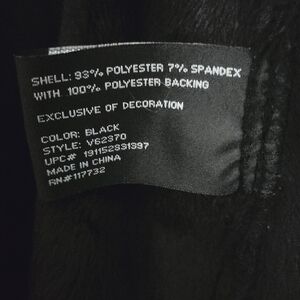 SHELL: 93% POLYESTER 7% SPANDEX
WITH 100% POLYESTER BACKING
EXCLUSIVE OF DECORATION
COLOR: BLACK
STYLE: V62370
UPC# 191152931397
MADE IN CHINA
RN#117732